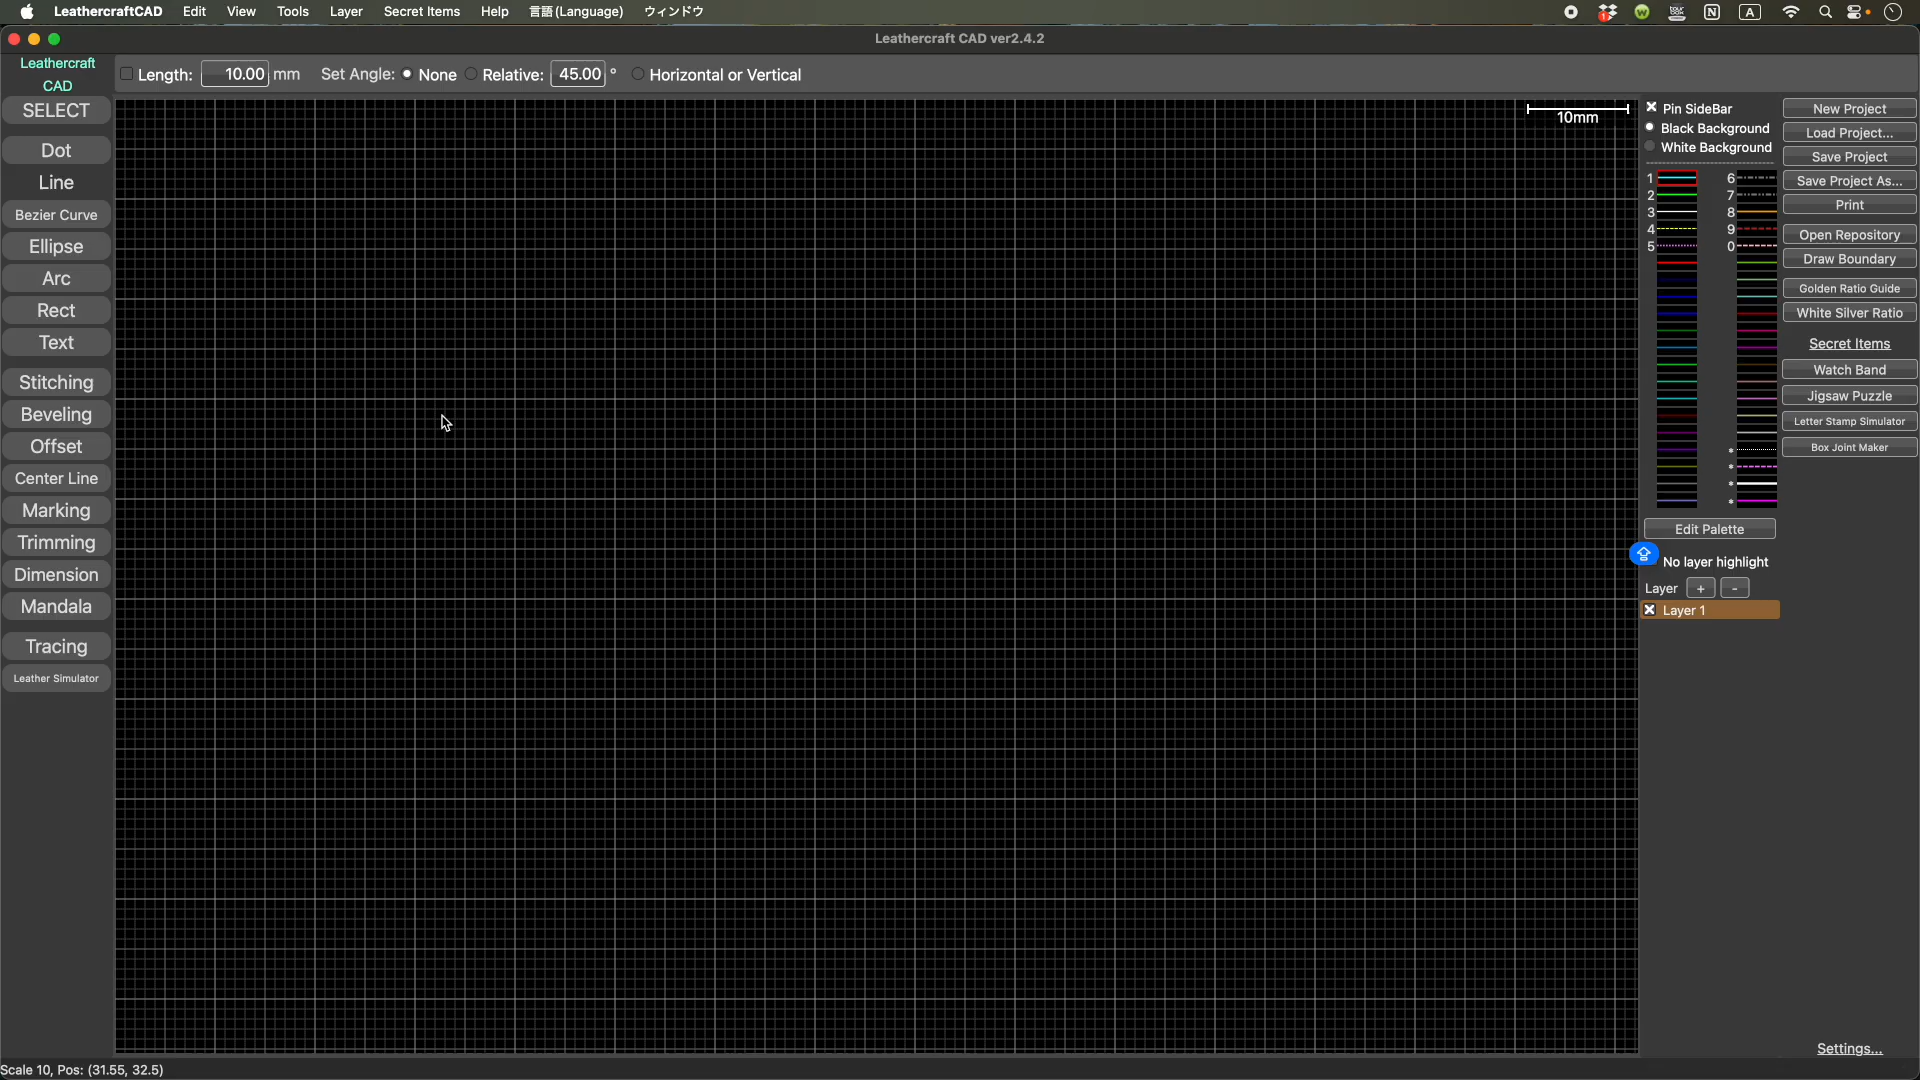 LeathercraftCAD Edit View Tools Layer Secret Items Help 言語(Language) ウィンドウ
A
Leathercraft CAD ver2.4.2
Leathercraft
CAD
Length: 10.00 mm Set Angle: None Relative: 45.00 ° Horizontal or Vertical
SELECT
Dot
Line
Bezier Curve
Ellipse
Arc
Rect
Text
Stitching
Beveling
Offset
Center Line
Marking
Trimming
Dimension
Mandala
Tracing
Leather Simulator
10mm
Pin SideBar
Black Background
White Background
1 6
2 7
3 8
4 9
5 0
*
*
*
*
Edit Palette
No layer highlight
Layer + -
Layer 1
New Project
Load Project...
Save Project
Save Project As...
Print
Open Repository
Draw Boundary
Golden Ratio Guide
White Silver Ratio
Secret Items
Watch Band
Jigsaw Puzzle
Letter Stamp Simulator
Box Joint Maker
Settings...
Scale 10, Pos: (31.55, 32.5)